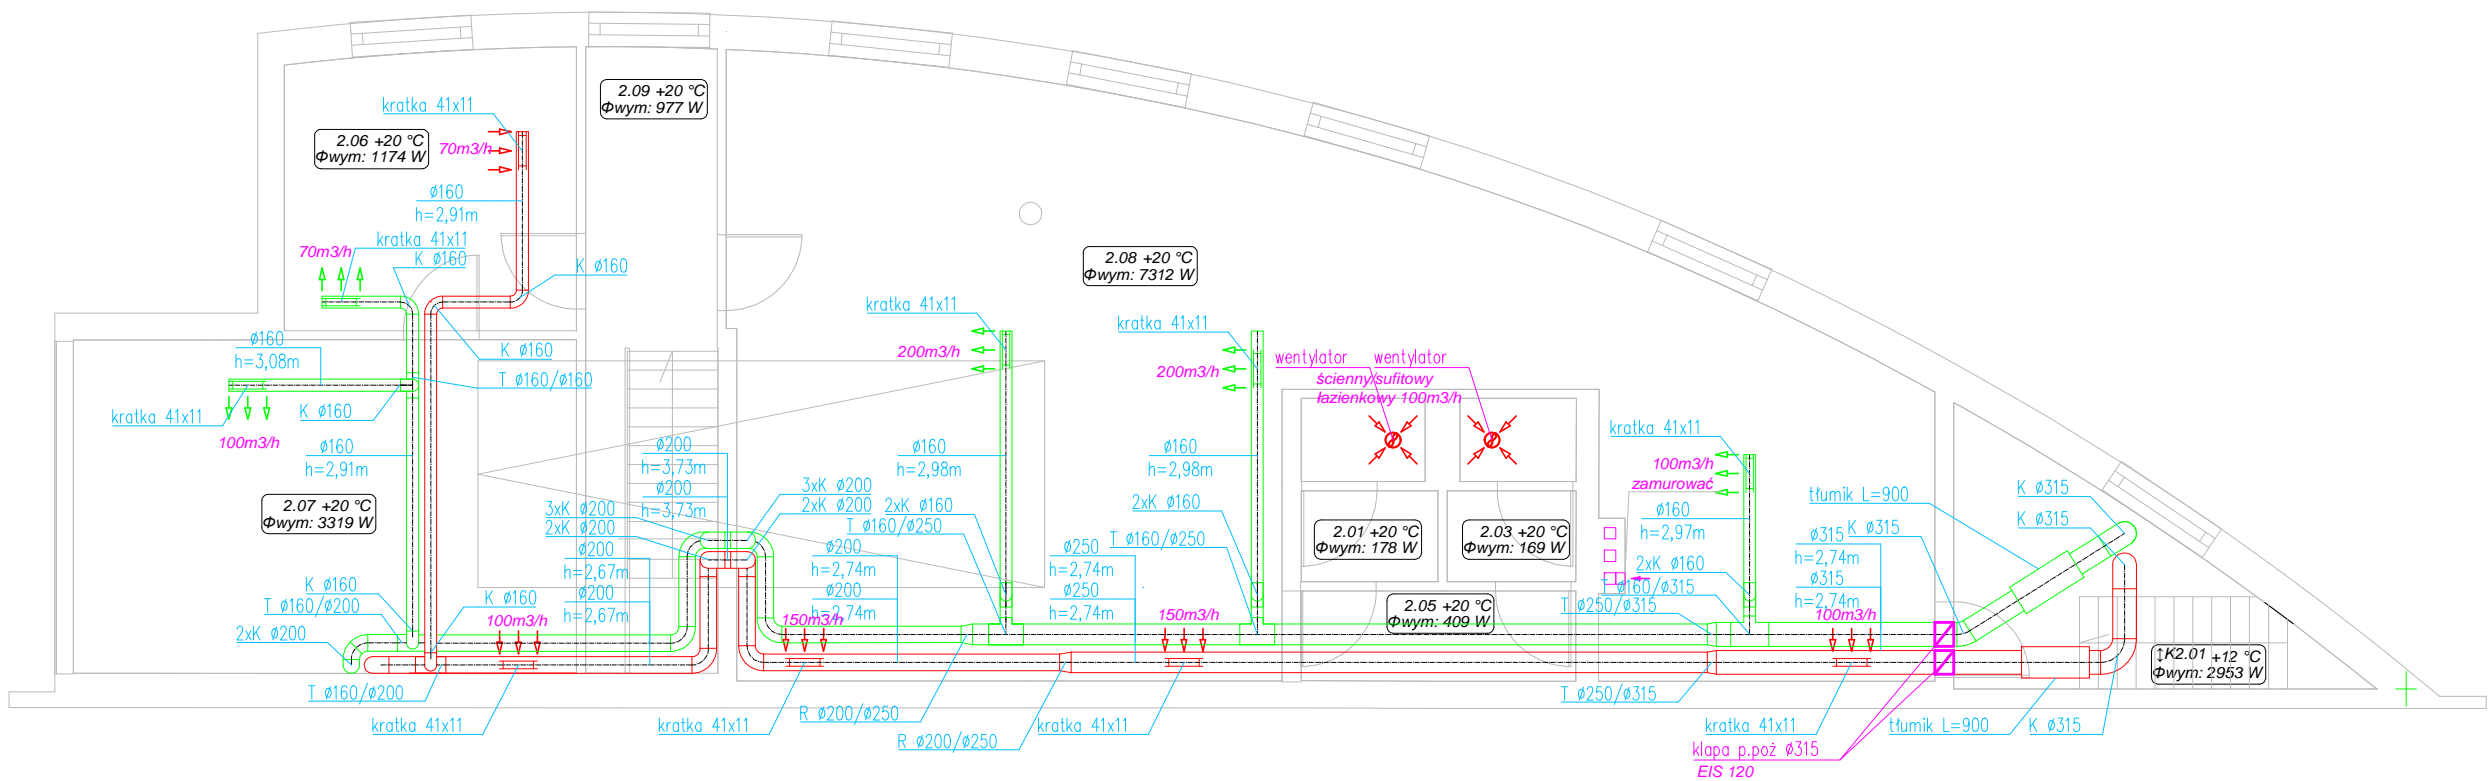 2.09 +20 °C
Φwym: 977 W
kratka 41x11
2.06 +20 °C
Φwym: 1174 W
70m3/h
ø160
h=2,91m
kratka 41x11
70m3/h
K ø160
K ø160
2.08 +20 °C
Φwym: 7312 W
kratka 41x11
kratka 41x11
ø160
h=3,08m
K ø160
200m3/h
200m3/h
wentylator
wentylator
ścienny/sufitowy
łazienkowy 100m3/h
T ø160/ø160
kratka 41x11
K ø160
100m3/h
ø160
h=2,91m
ø200
h=3,73m
ø200
h=3,73m
ø160
h=2,98m
ø160
h=2,98m
kratka 41x11
100m3/h
zamurować
2.07 +20 °C
Φwym: 3319 W
3xK ø200
2xK ø200
3xK ø200
2xK ø200
2xK ø160
T ø160/ø250
2xK ø160
T ø160/ø250
2.01 +20 °C
Φwym: 178 W
2.03 +20 °C
Φwym: 169 W
ø160
h=2,97m
tłumik L=900
K ø315
K ø315
K ø315
ø315
h=2,74m
ø315
h=2,74m
ø200
h=2,67m
ø200
h=2,67m
ø200
h=2,74m
ø200
h=2,74m
ø250
h=2,74m
ø250
h=2,74m
2xK ø160
T ø160/ø315
T ø250/ø315
K ø160
T ø160/ø200
2xK ø200
K ø160
100m3/h
150m3/h
150m3/h
2.05 +20 °C
Φwym: 409 W
100m3/h
K2.01 +12 °C
Φwym: 2953 W
T ø160/ø200
kratka 41x11
kratka 41x11
R ø200/ø250
R ø200/ø250
kratka 41x11
T ø250/ø315
kratka 41x11
tłumik L=900
K ø315
klapa p.poż ø315
EIS 120